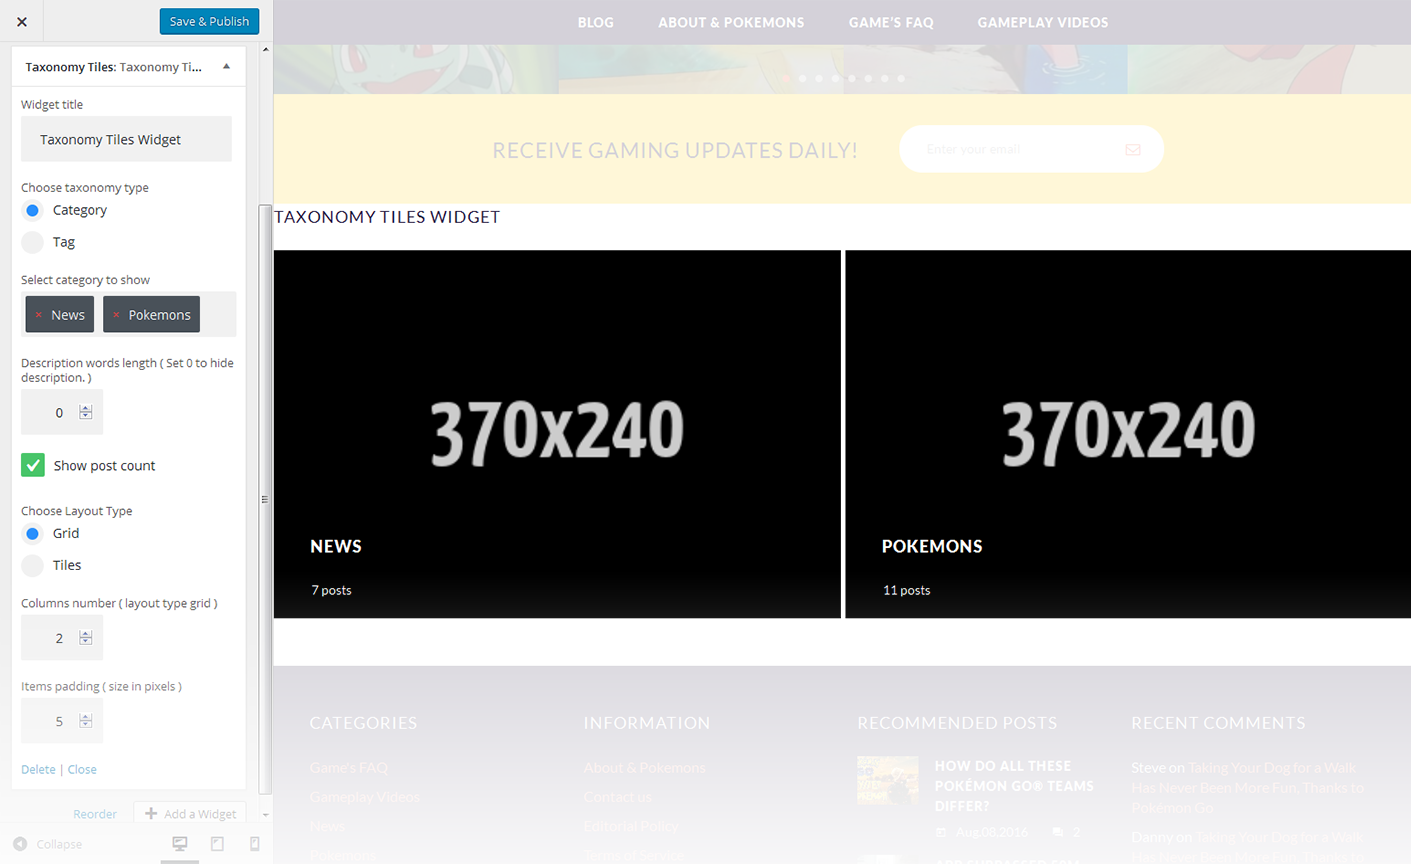 Save & Publish
Taxonomy Tiles: Taxonomy Ti...
Widget title
Taxonomy Tiles Widget
Choose taxonomy type
Category
Tag
Select category to show
× News × Pokemons
Description words length ( Set 0 to hide
description. )
0
Show post count
Choose Layout Type
Grid
Tiles
Columns number ( layout type grid )
2
Items padding ( size in pixels )
5
Delete | Close
Reorder
Add a Widget
Collapse
BLOG ABOUT & POKEMONS GAME'S FAQ GAMEPLAY VIDEOS
RECEIVE GAMING UPDATES DAILY!
Enter your email
TAXONOMY TILES WIDGET
370x240
NEWS
7 posts
370x240
POKEMONS
11 posts
CATEGORIES
Game's FAQ
Gameplay Videos
News
INFORMATION
About & Pokemons
Contact us
Editorial Policy
RECOMMENDED POSTS
HOW DO ALL THESE
POKÉMON GO® TEAMS
DIFFER?
Aug,08,2016 2
RECENT COMMENTS
Steve on Taking Your Dog for a Walk
Has Never Been More Fun, Thanks to
Pokémon Go
Danny on Taking Your Dog for a Walk